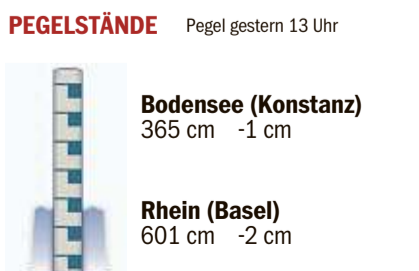 PEGELSTÄNDE Pegel gestern 13 Uhr
Bodensee (Konstanz)
365 cm -1 cm
Rhein (Basel)
601 cm -2 cm